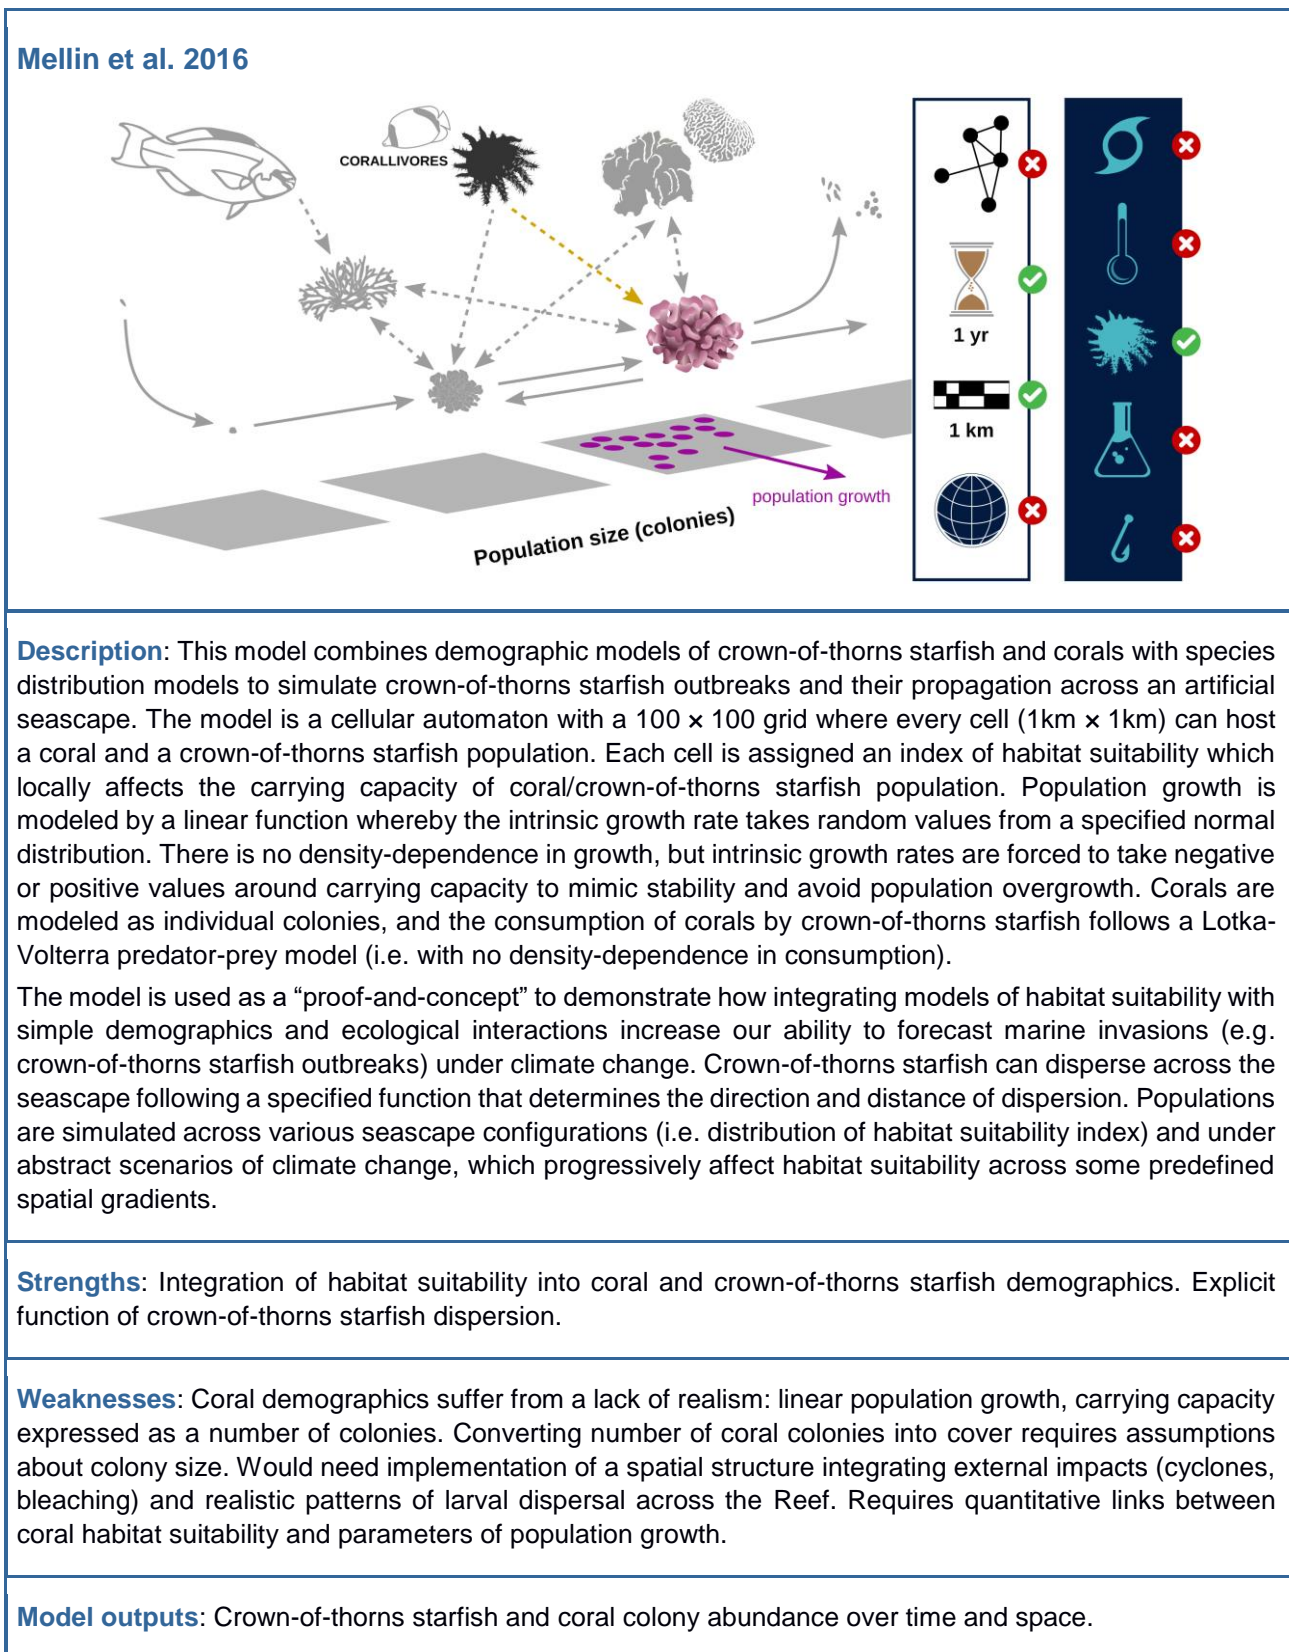 Mellin et al. 2016
CORALLIVORES
1 yr
1 km
population growth
Population size (colonies)
Description: This model combines demographic models of crown-of-thorns starfish and corals with species
distribution models to simulate crown-of-thorns starfish outbreaks and their propagation across an artificial
seascape. The model is a cellular automaton with a 100 × 100 grid where every cell (1km × 1km) can host
a coral and a crown-of-thorns starfish population. Each cell is assigned an index of habitat suitability which
locally affects the carrying capacity of coral/crown-of-thorns starfish population. Population growth is
modeled by a linear function whereby the intrinsic growth rate takes random values from a specified normal
distribution. There is no density-dependence in growth, but intrinsic growth rates are forced to take negative
or positive values around carrying capacity to mimic stability and avoid population overgrowth. Corals are
modeled as individual colonies, and the consumption of corals by crown-of-thorns starfish follows a Lotka-
Volterra predator-prey model (i.e. with no density-dependence in consumption).
The model is used as a “proof-and-concept” to demonstrate how integrating models of habitat suitability with
simple demographics and ecological interactions increase our ability to forecast marine invasions (e.g.
crown-of-thorns starfish outbreaks) under climate change. Crown-of-thorns starfish can disperse across the
seascape following a specified function that determines the direction and distance of dispersion. Populations
are simulated across various seascape configurations (i.e. distribution of habitat suitability index) and under
abstract scenarios of climate change, which progressively affect habitat suitability across some predefined
spatial gradients.
Strengths: Integration of habitat suitability into coral and crown-of-thorns starfish demographics. Explicit
function of crown-of-thorns starfish dispersion.
Weaknesses: Coral demographics suffer from a lack of realism: linear population growth, carrying capacity
expressed as a number of colonies. Converting number of coral colonies into cover requires assumptions
about colony size. Would need implementation of a spatial structure integrating external impacts (cyclones,
bleaching) and realistic patterns of larval dispersal across the Reef. Requires quantitative links between
coral habitat suitability and parameters of population growth.
Model outputs: Crown-of-thorns starfish and coral colony abundance over time and space.